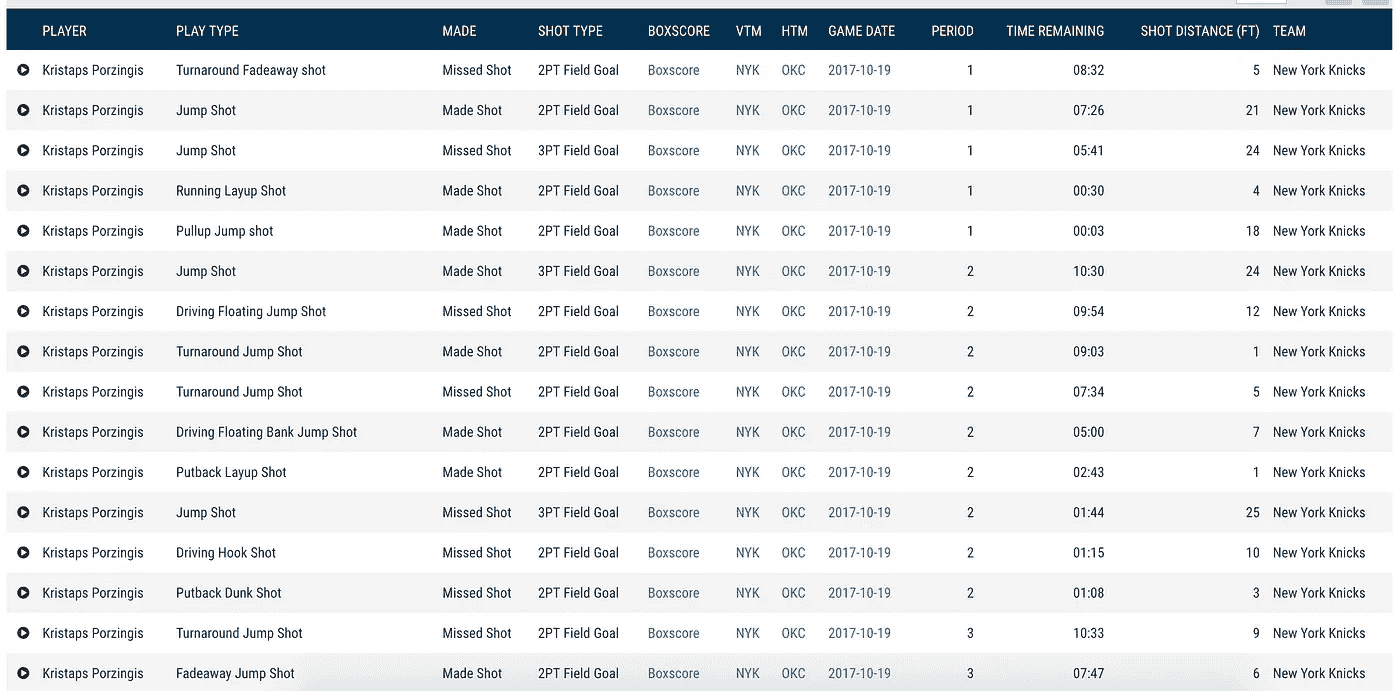 PLAYER PLAY TYPE MADE SHOT TYPE BOXSCORE VTM HTM GAME DATE PERIOD TIME REMAINING SHOT DISTANCE (FT) TEAM
Kristaps Porzingis Turnaround Fadeaway shot Missed Shot 2PT Field Goal Boxscore NYK OKC 2017-10-19 1 08:32 5 New York Knicks
Kristaps Porzingis Jump Shot Made Shot 2PT Field Goal Boxscore NYK OKC 2017-10-19 1 07:26 21 New York Knicks
Kristaps Porzingis Jump Shot Missed Shot 3PT Field Goal Boxscore NYK OKC 2017-10-19 1 05:41 24 New York Knicks
Kristaps Porzingis Running Layup Shot Made Shot 2PT Field Goal Boxscore NYK OKC 2017-10-19 1 00:30 4 New York Knicks
Kristaps Porzingis Pullup Jump shot Made Shot 2PT Field Goal Boxscore NYK OKC 2017-10-19 1 00:03 18 New York Knicks
Kristaps Porzingis Jump Shot Made Shot 3PT Field Goal Boxscore NYK OKC 2017-10-19 2 10:30 24 New York Knicks
Kristaps Porzingis Driving Floating Jump Shot Missed Shot 2PT Field Goal Boxscore NYK OKC 2017-10-19 2 09:54 12 New York Knicks
Kristaps Porzingis Turnaround Jump Shot Made Shot 2PT Field Goal Boxscore NYK OKC 2017-10-19 2 09:03 1 New York Knicks
Kristaps Porzingis Turnaround Jump Shot Missed Shot 2PT Field Goal Boxscore NYK OKC 2017-10-19 2 07:34 5 New York Knicks
Kristaps Porzingis Driving Floating Bank Jump Shot Made Shot 2PT Field Goal Boxscore NYK OKC 2017-10-19 2 05:00 7 New York Knicks
Kristaps Porzingis Putback Layup Shot Made Shot 2PT Field Goal Boxscore NYK OKC 2017-10-19 2 02:43 1 New York Knicks
Kristaps Porzingis Jump Shot Missed Shot 3PT Field Goal Boxscore NYK OKC 2017-10-19 2 01:44 25 New York Knicks
Kristaps Porzingis Driving Hook Shot Missed Shot 2PT Field Goal Boxscore NYK OKC 2017-10-19 2 01:15 10 New York Knicks
Kristaps Porzingis Putback Dunk Shot Missed Shot 2PT Field Goal Boxscore NYK OKC 2017-10-19 2 01:08 3 New York Knicks
Kristaps Porzingis Turnaround Jump Shot Missed Shot 2PT Field Goal Boxscore NYK OKC 2017-10-19 3 10:33 9 New York Knicks
Kristaps Porzingis Fadeaway Jump Shot Made Shot 2PT Field Goal Boxscore NYK OKC 2017-10-19 3 07:47 6 New York Knicks